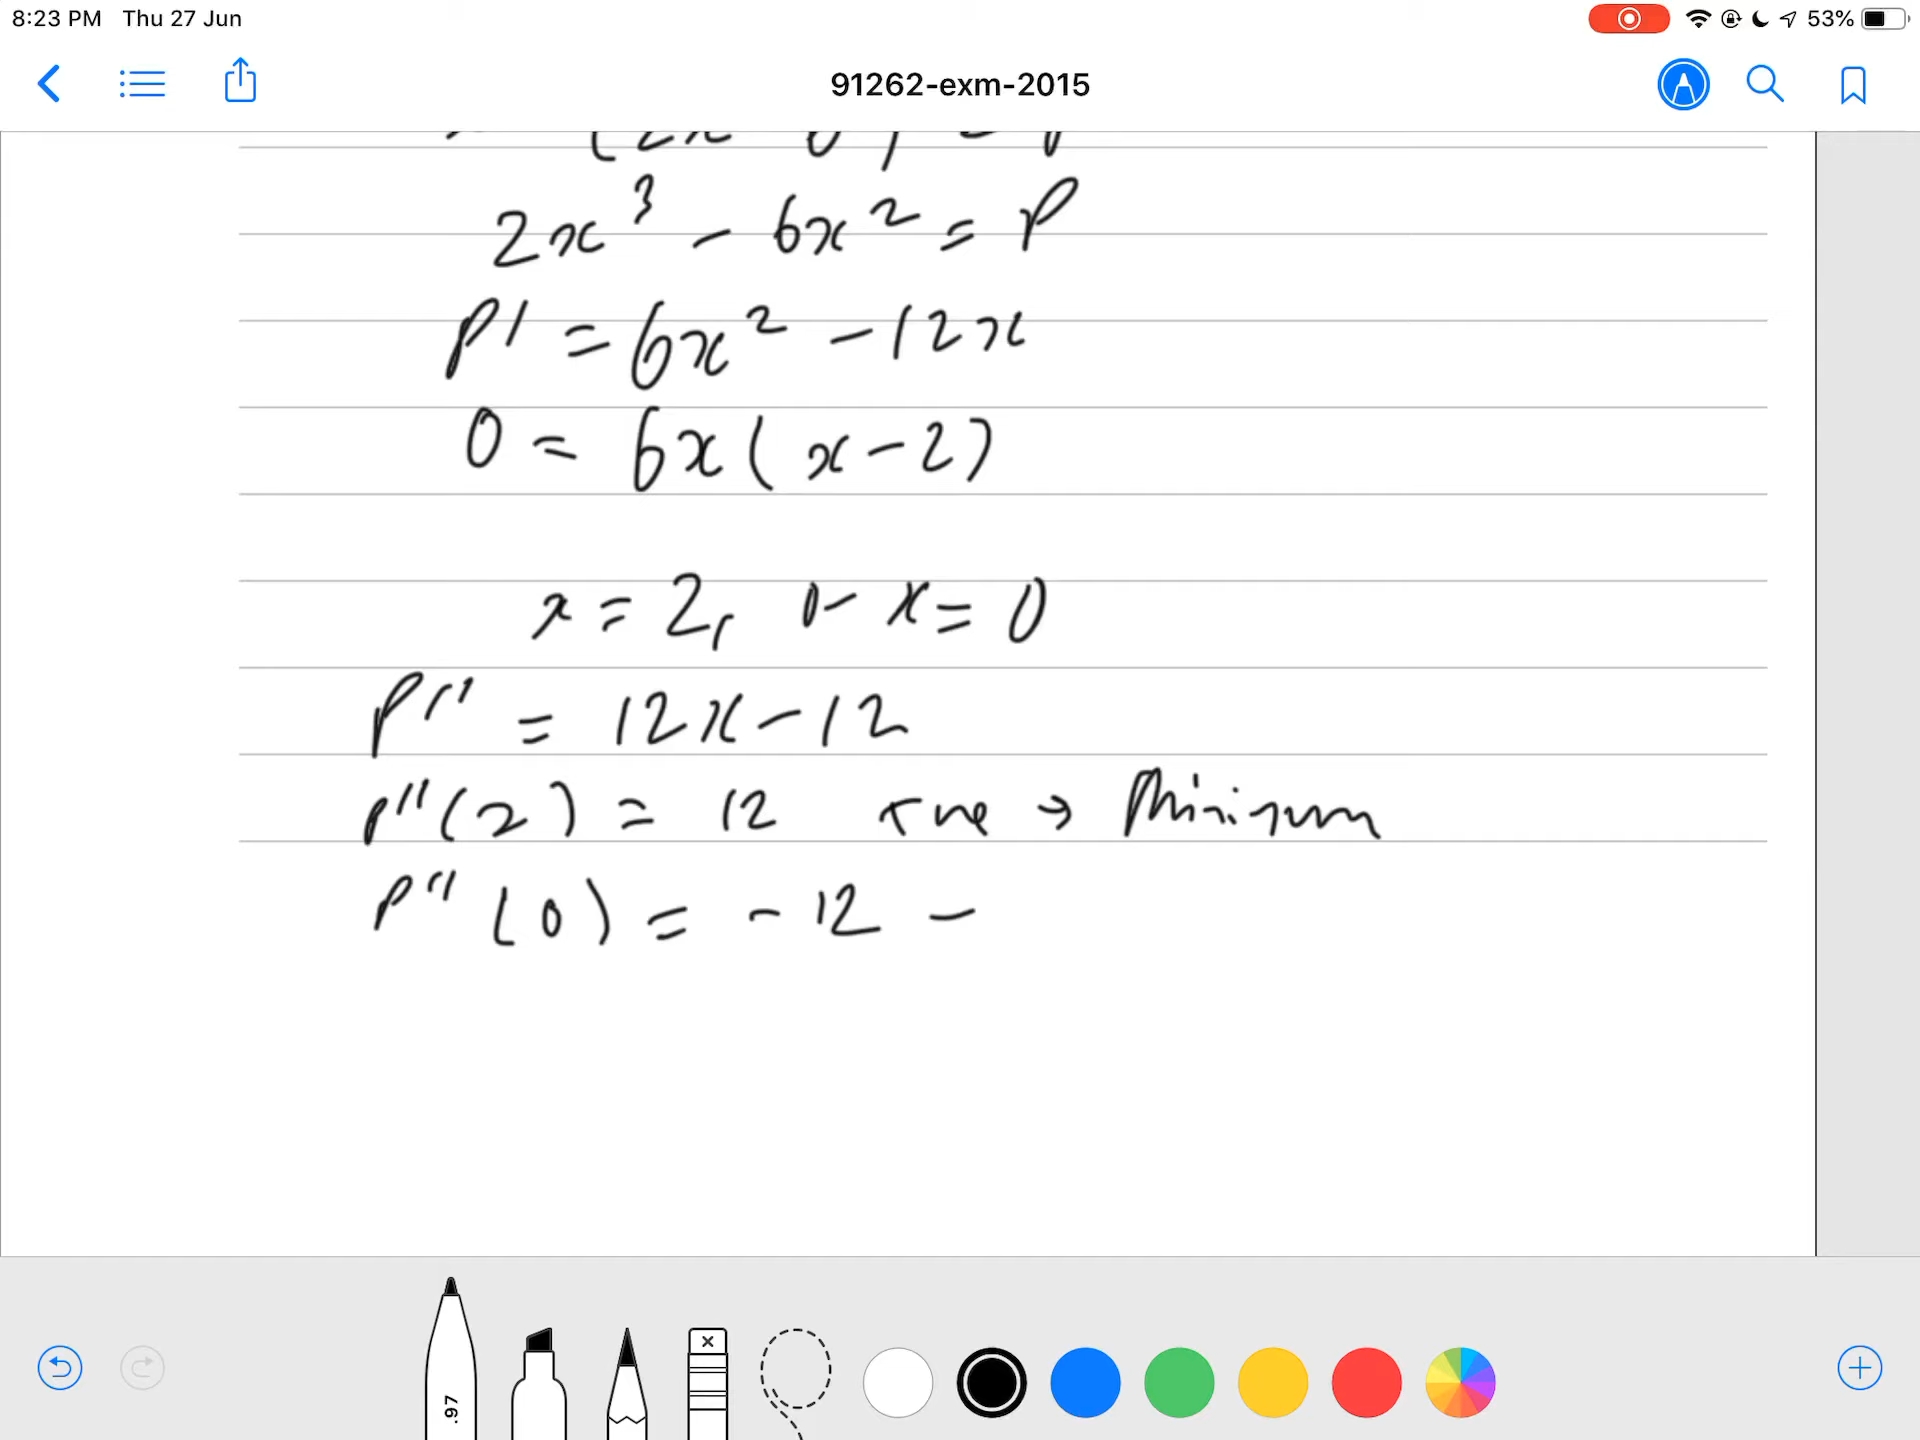 8:23 PM Thu 27 Jun 53%
91262-exm-2015
2x³ - 6x² = P
P' = 6x² - 12x
0 = 6x(x-2)
x = 2, or x = 0
P'' = 12x - 12
P''(2) = 12 +ve → Minimum
P''(0) = -12 -
.97